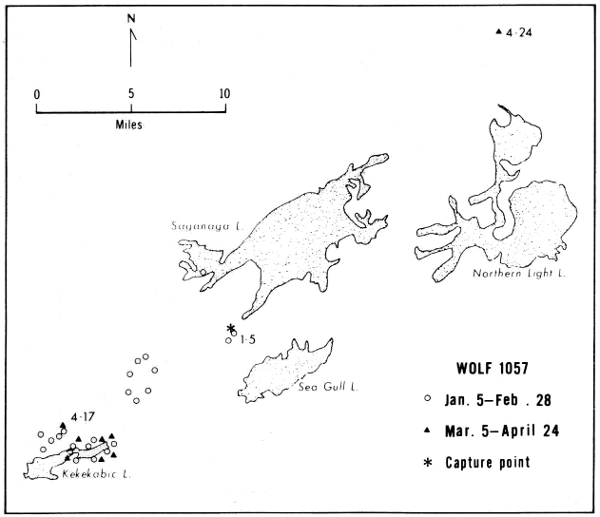 N
4-24
0 5 10
Miles
Saganaga L.
Northern Light L.
1-5
Sea Gull L.
WOLF 1057
Jan. 5–Feb . 28
4-17
Mar. 5–April 24
Capture point
Kekekabic L.